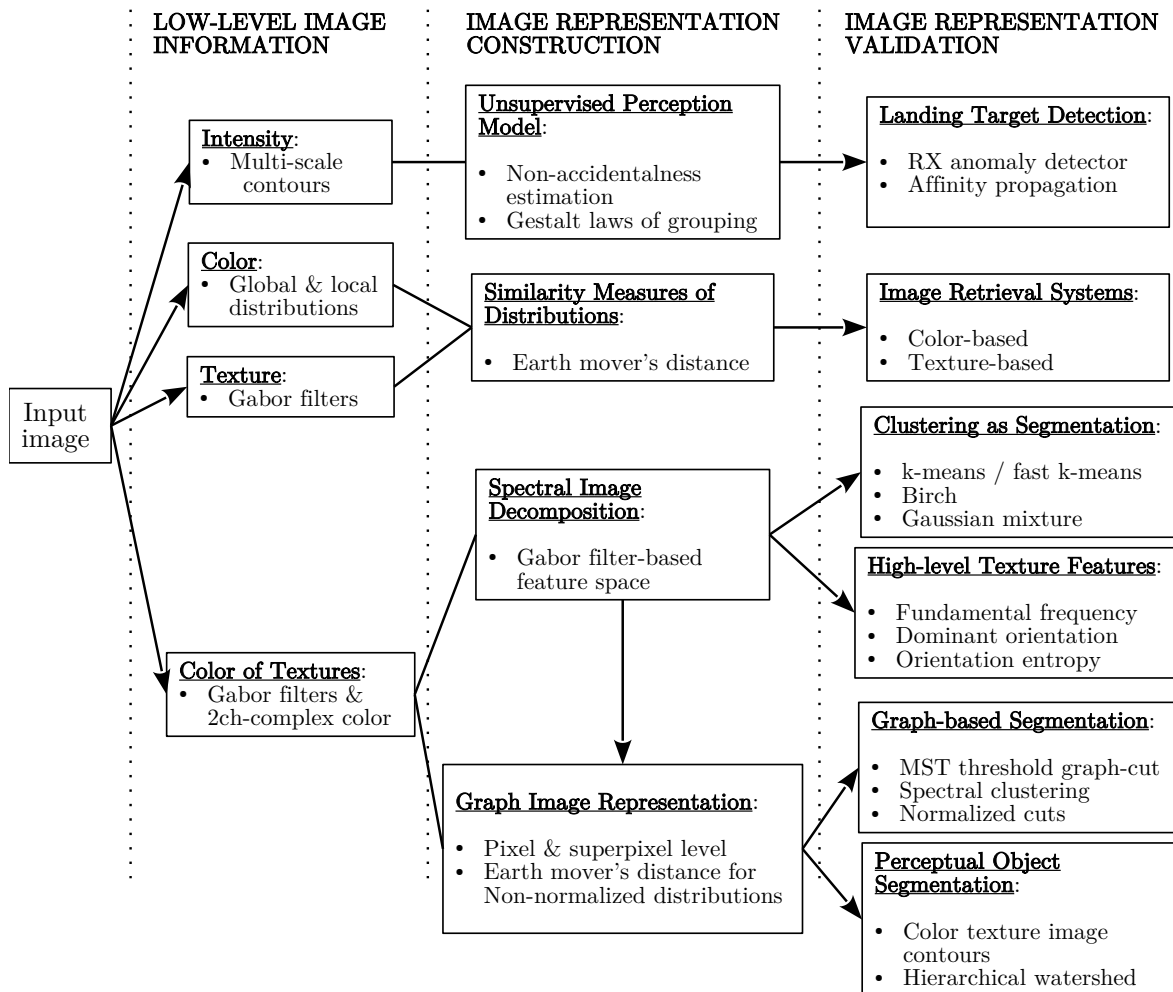 LOW-LEVEL IMAGE
INFORMATION
IMAGE REPRESENTATION
CONSTRUCTION
IMAGE REPRESENTATION
VALIDATION
Input
image
Intensity:
• Multi-scale
contours
Color:
• Global & local
distributions
Texture:
• Gabor filters
Color of Textures:
• Gabor filters &
2ch-complex color
Unsupervised Perception
Model:
• Non-accidentalness
estimation
• Gestalt laws of grouping
Similarity Measures of
Distributions:
• Earth mover's distance
Spectral Image
Decomposition:
• Gabor filter-based
feature space
Graph Image Representation:
• Pixel & superpixel level
• Earth mover's distance for
Non-normalized distributions
Landing Target Detection:
• RX anomaly detector
• Affinity propagation
Image Retrieval Systems:
• Color-based
• Texture-based
Clustering as Segmentation:
• k-means / fast k-means
• Birch
• Gaussian mixture
High-level Texture Features:
• Fundamental frequency
• Dominant orientation
• Orientation entropy
Graph-based Segmentation:
• MST threshold graph-cut
• Spectral clustering
• Normalized cuts
Perceptual Object
Segmentation:
• Color texture image
contours
• Hierarchical watershed